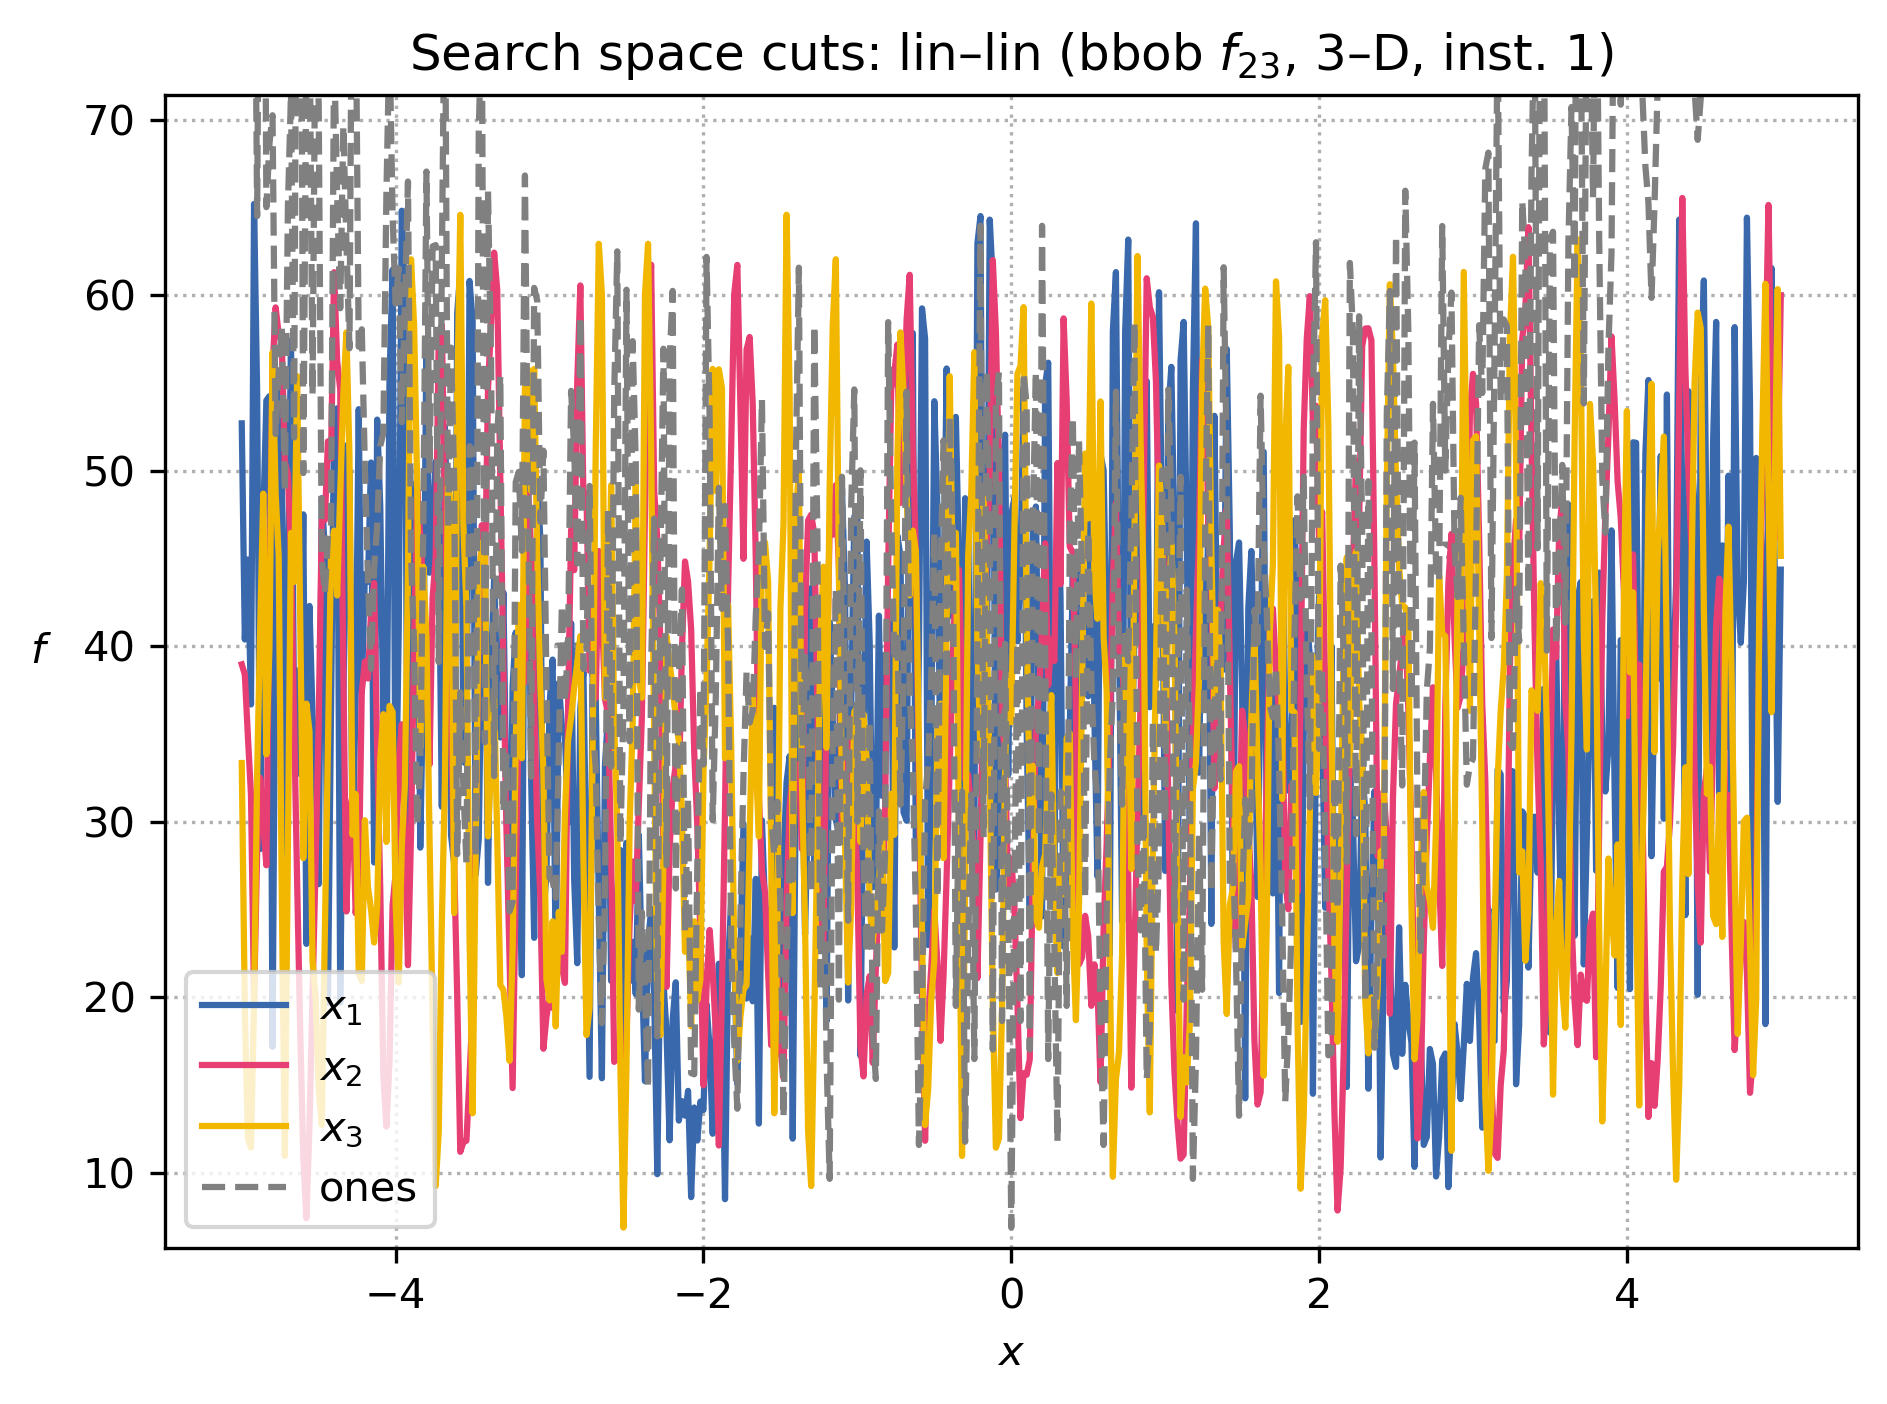 Search space cuts: lin–lin (bbob f23, 3–D, inst. 1)
70
60
50
40
30
20
10
f
x1
x2
x3
ones
−4
−2
0
2
4
x